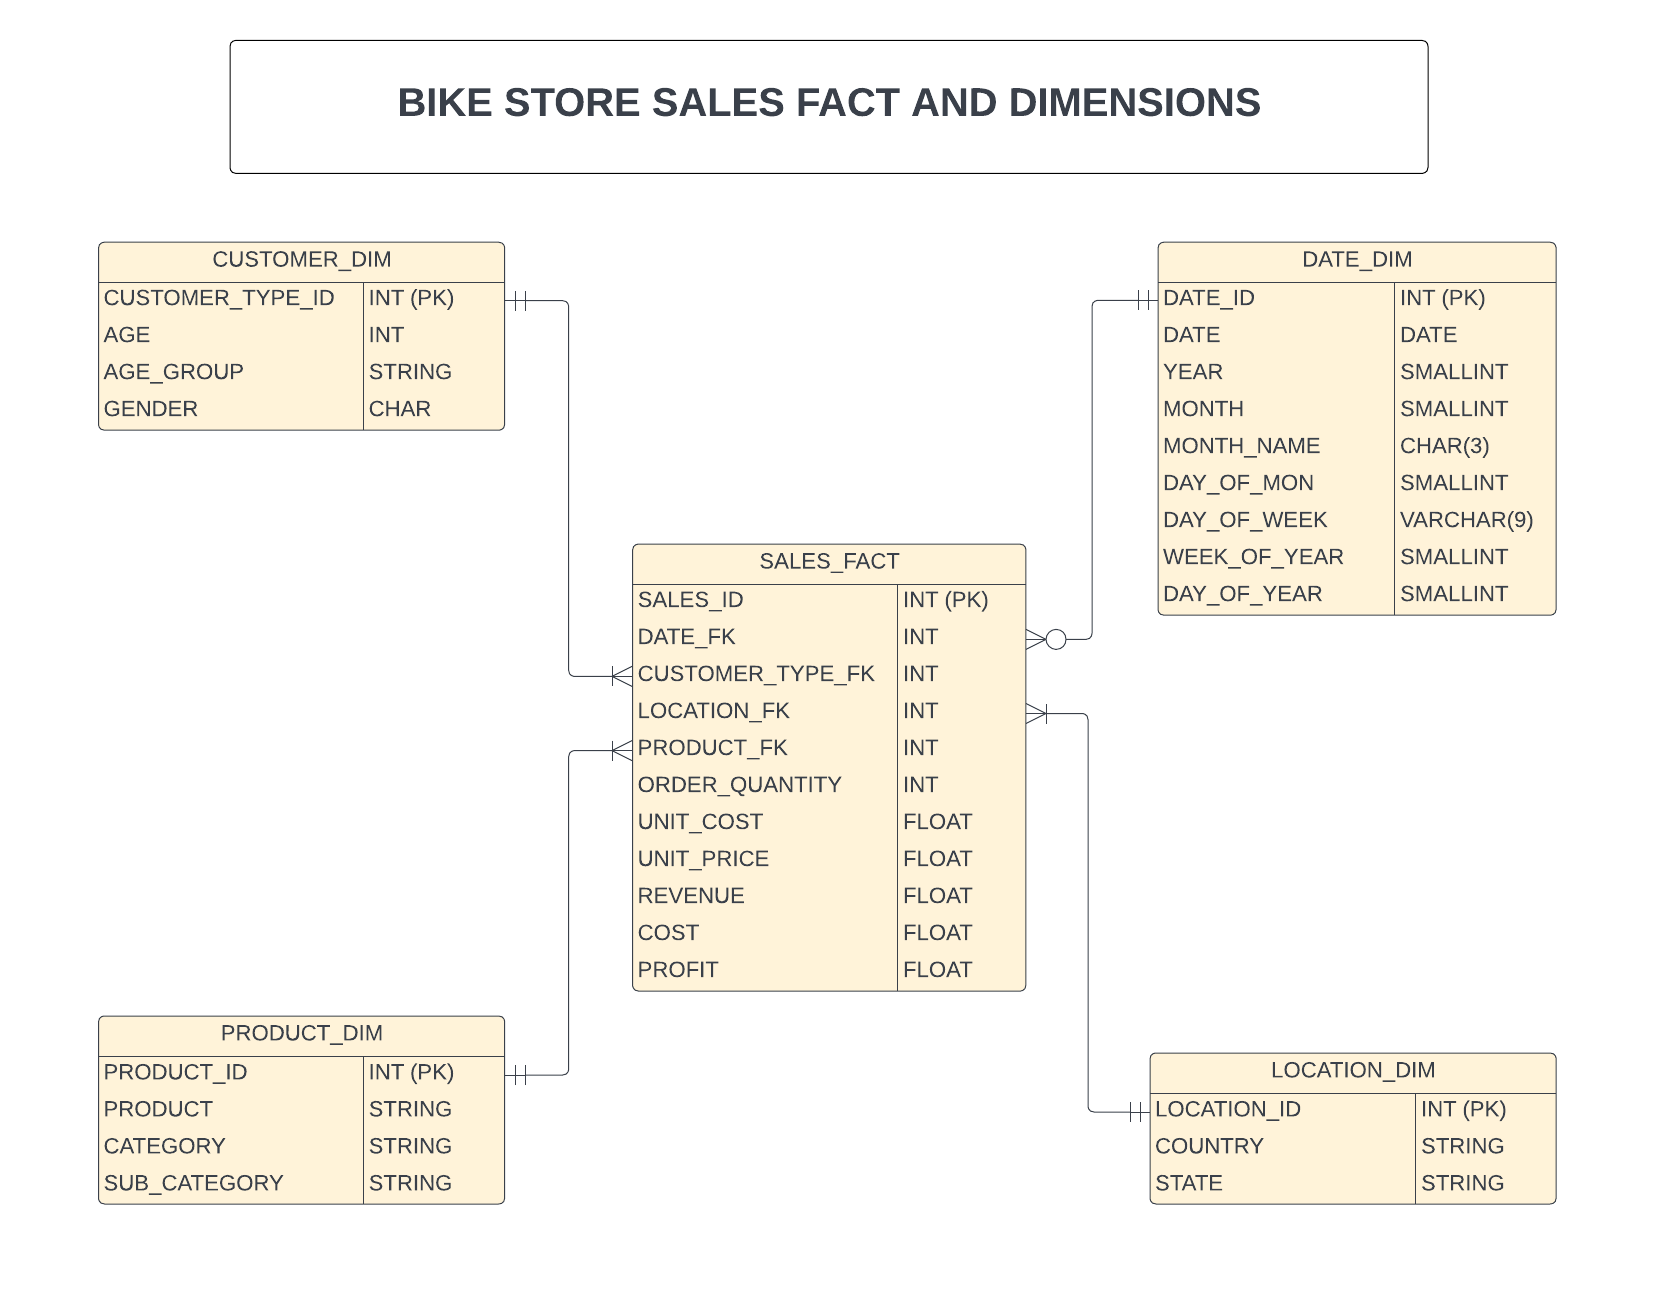 BIKE STORE SALES FACT AND DIMENSIONS
CUSTOMER_DIM
CUSTOMER_TYPE_ID INT (PK)
AGE INT
AGE_GROUP STRING
GENDER CHAR
DATE_DIM
DATE_ID INT (PK)
DATE DATE
YEAR SMALLINT
MONTH SMALLINT
MONTH_NAME CHAR(3)
DAY_OF_MON SMALLINT
DAY_OF_WEEK VARCHAR(9)
WEEK_OF_YEAR SMALLINT
DAY_OF_YEAR SMALLINT
SALES_FACT
SALES_ID INT (PK)
DATE_FK INT
CUSTOMER_TYPE_FK INT
LOCATION_FK INT
PRODUCT_FK INT
ORDER_QUANTITY INT
UNIT_COST FLOAT
UNIT_PRICE FLOAT
REVENUE FLOAT
COST FLOAT
PROFIT FLOAT
PRODUCT_DIM
PRODUCT_ID INT (PK)
PRODUCT STRING
CATEGORY STRING
SUB_CATEGORY STRING
LOCATION_DIM
LOCATION_ID INT (PK)
COUNTRY STRING
STATE STRING